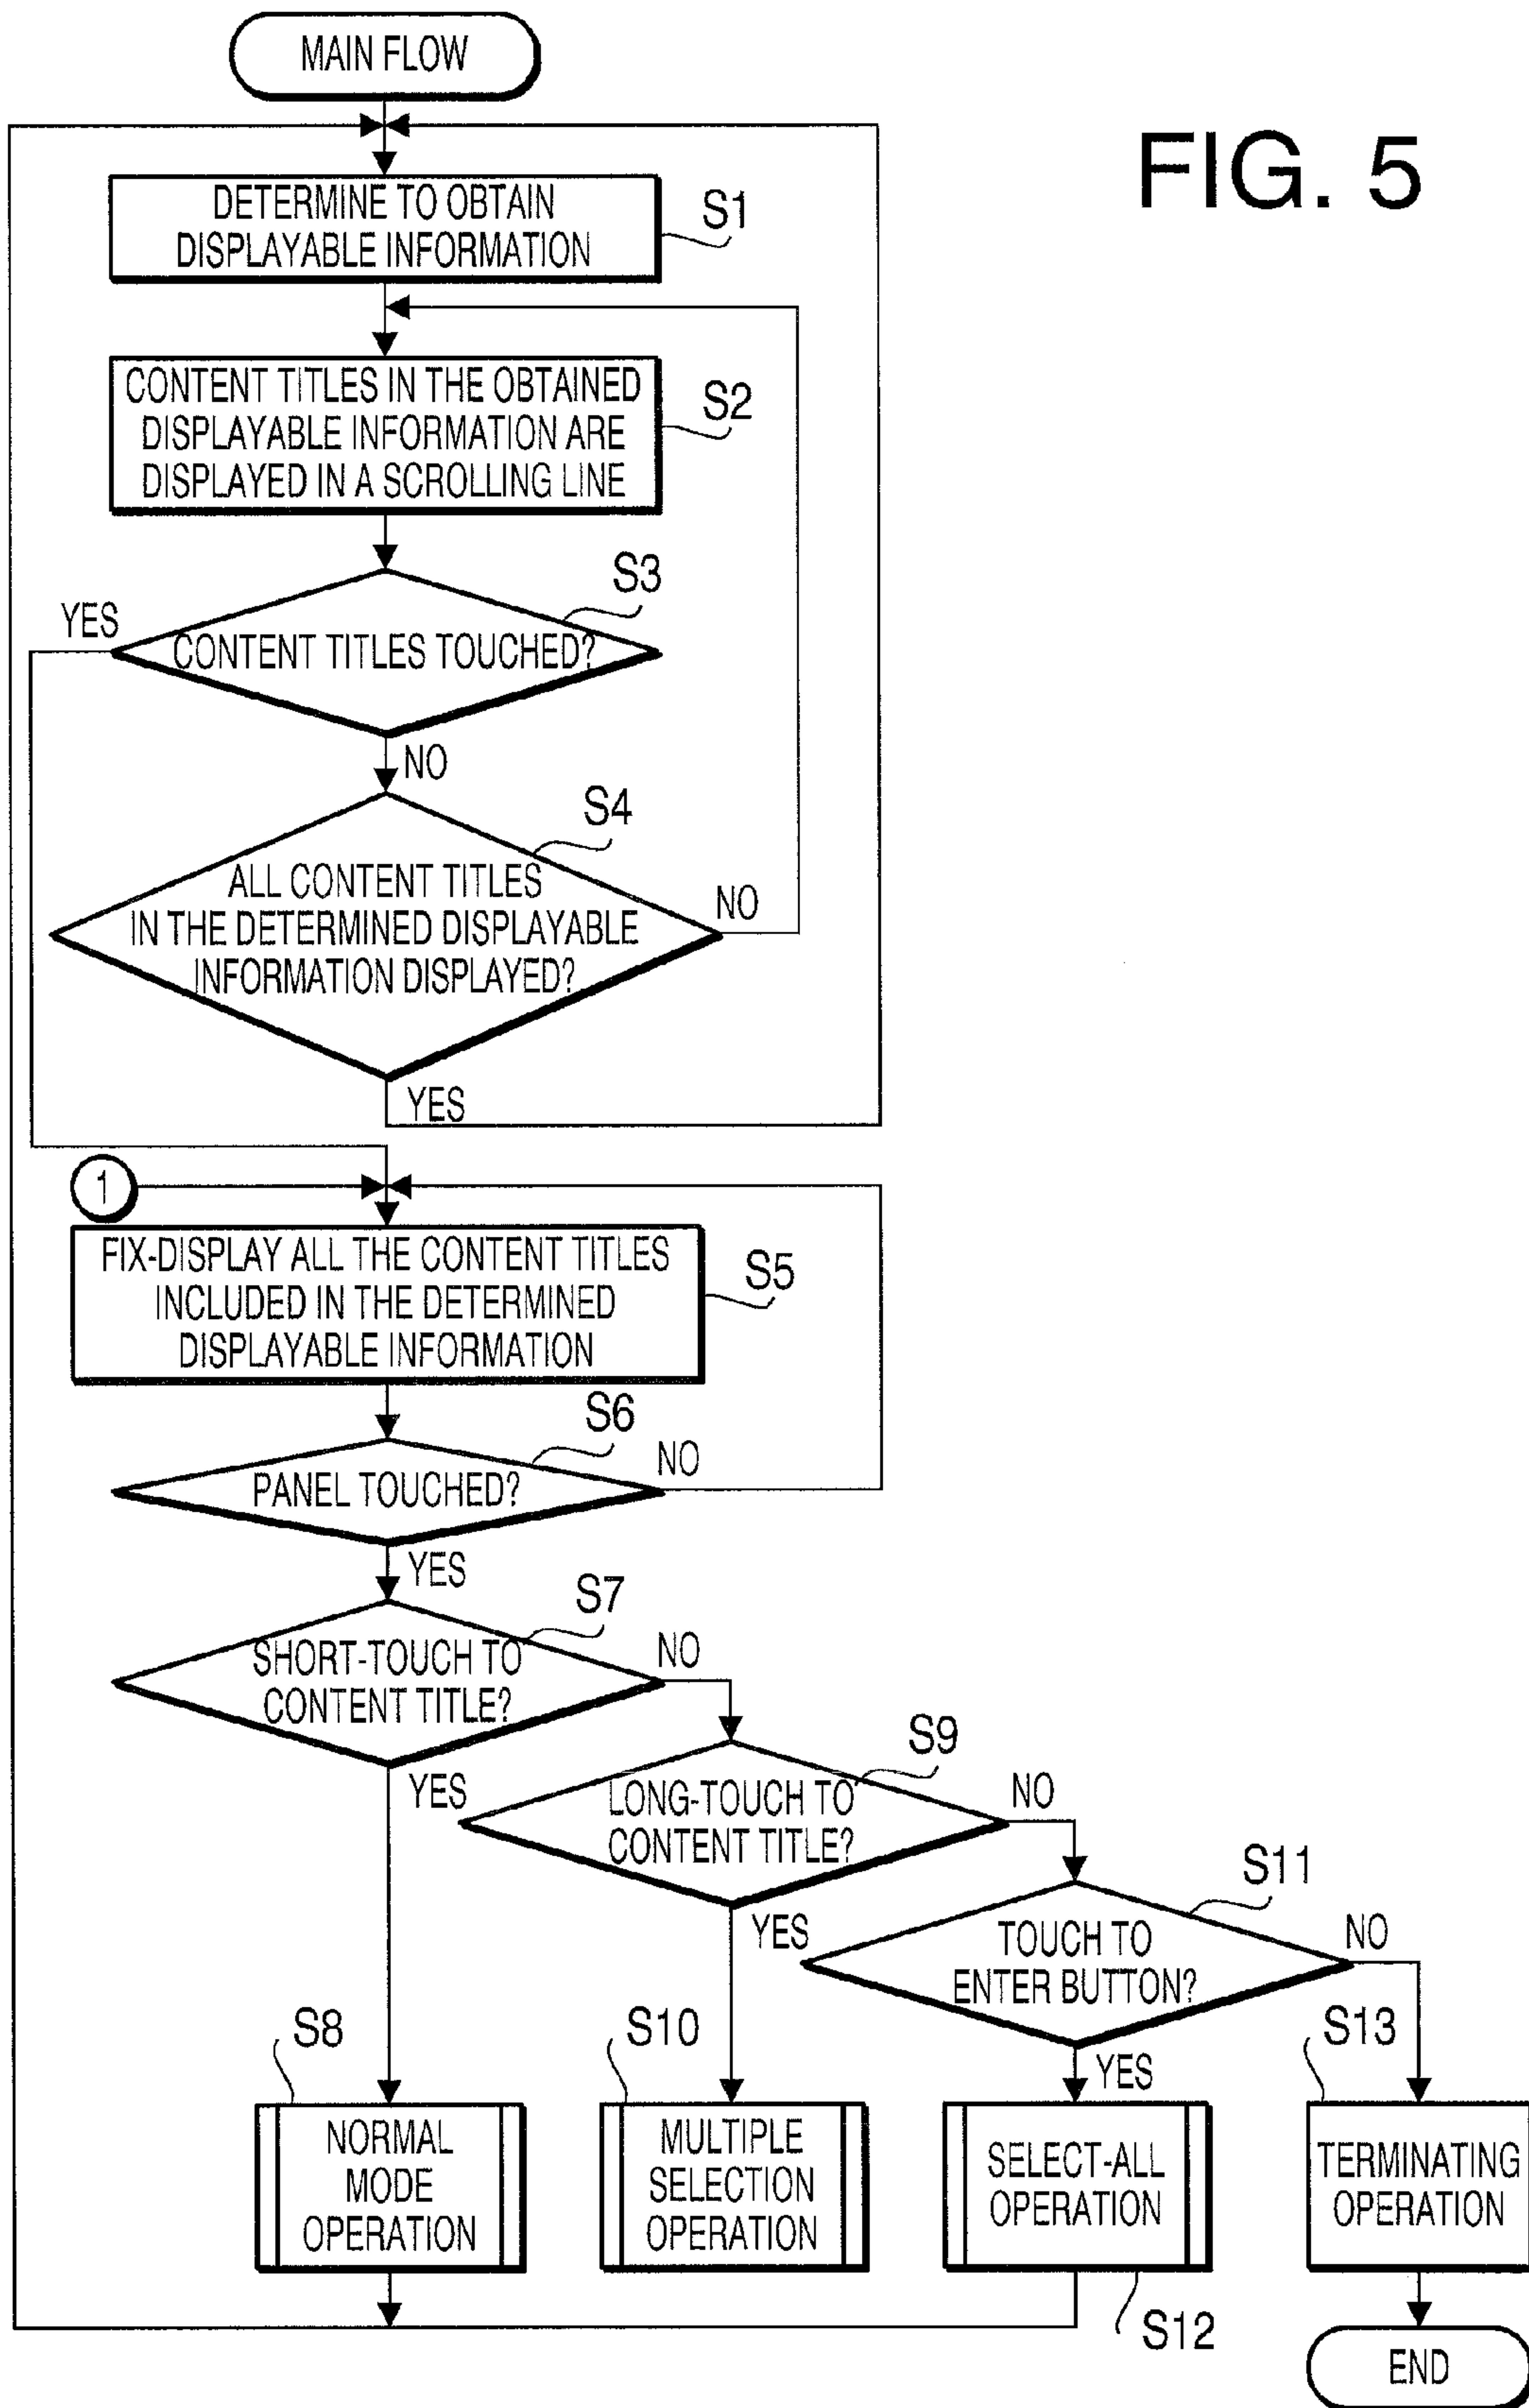 MAIN FLOW
FIG. 5
DETERMINE TO OBTAIN
DISPLAYABLE INFORMATION
S1
CONTENT TITLES IN THE OBTAINED
DISPLAYABLE INFORMATION ARE
DISPLAYED IN A SCROLLING LINE
S2
S3
YES
CONTENT TITLES TOUCHED?
NO
S4
ALL CONTENT TITLES
IN THE DETERMINED DISPLAYABLE
INFORMATION DISPLAYED?
NO
YES
1
FIX-DISPLAY ALL THE CONTENT TITLES
INCLUDED IN THE DETERMINED
DISPLAYABLE INFORMATION
S5
S6
PANEL TOUCHED?
NO
YES
S7
SHORT-TOUCH TO
CONTENT TITLE?
NO
YES
S9
LONG-TOUCH TO
CONTENT TITLE?
NO
YES
S11
TOUCH TO
ENTER BUTTON?
NO
YES
S8
NORMAL
MODE
OPERATION
S10
MULTIPLE
SELECTION
OPERATION
SELECT-ALL
OPERATION
S12
S13
TERMINATING
OPERATION
END